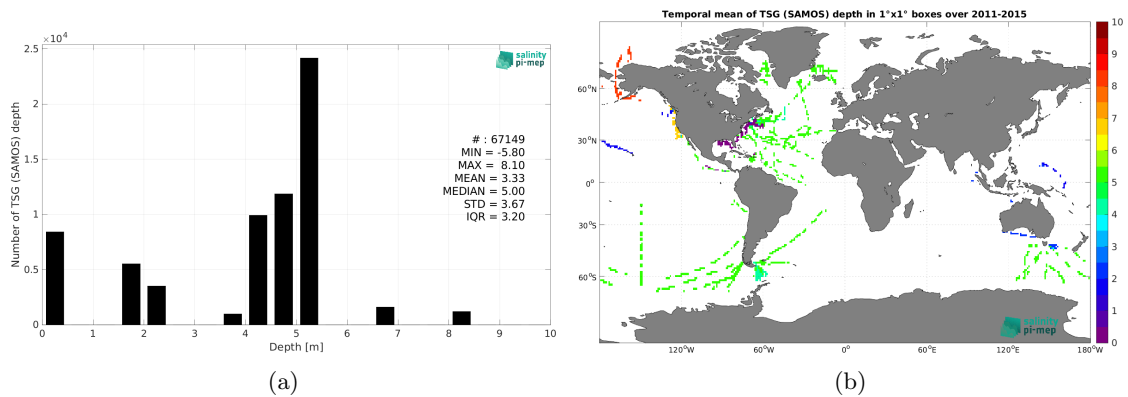 ×10⁴
2.5
2
1.5
1
0.5
0
0 1 2 3 4 5 6 7 8 9 10
Number of TSG (SAMOS) depth
Depth [m]
salinity
pi-mep
# : 67149
MIN = -5.80
MAX = 8.10
MEAN = 3.33
MEDIAN = 5.00
STD = 3.67
IQR = 3.20
(a)
Temporal mean of TSG (SAMOS) depth in 1°x1° boxes over 2011-2015
60°N
30°N
0°
30°S
60°S
120°W 60°W 0° 60°E 120°E 180°W
salinity
pi-mep
10
9
8
7
6
5
4
3
2
1
0
(b)